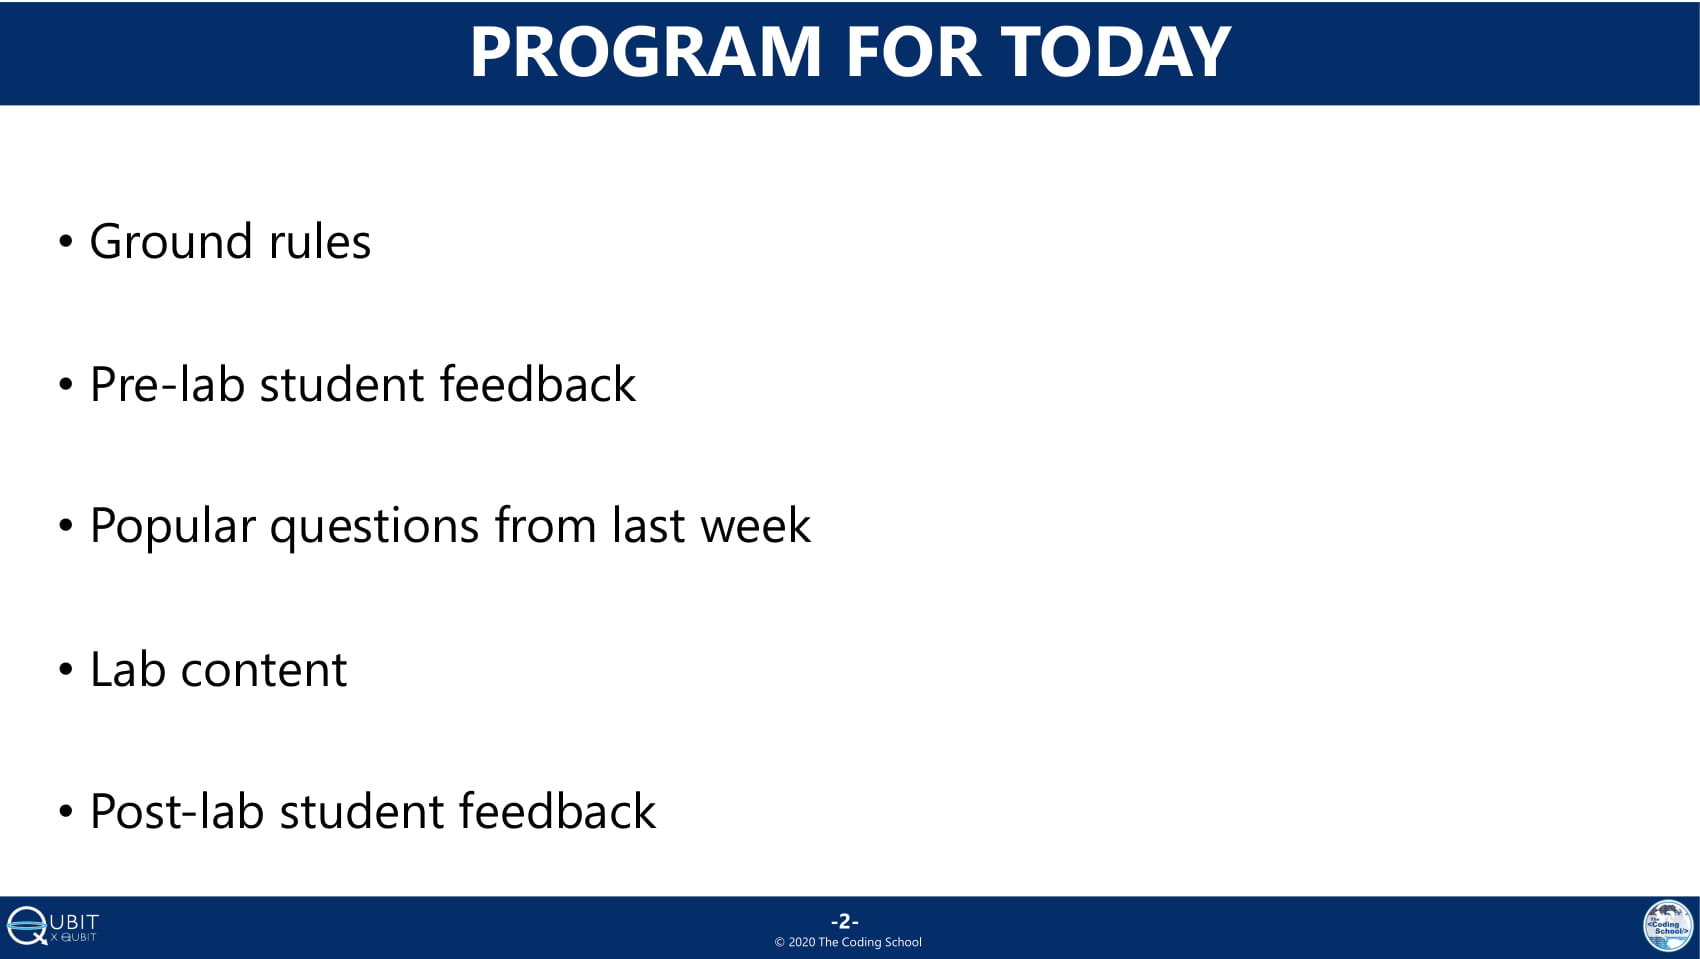 PROGRAM FOR TODAY
• Ground rules
• Pre-lab student feedback
• Popular questions from last week
• Lab content
• Post-lab student feedback
QUBIT
X QUBIT
-2-
© 2020 The Coding School
The
<Coding
School/>